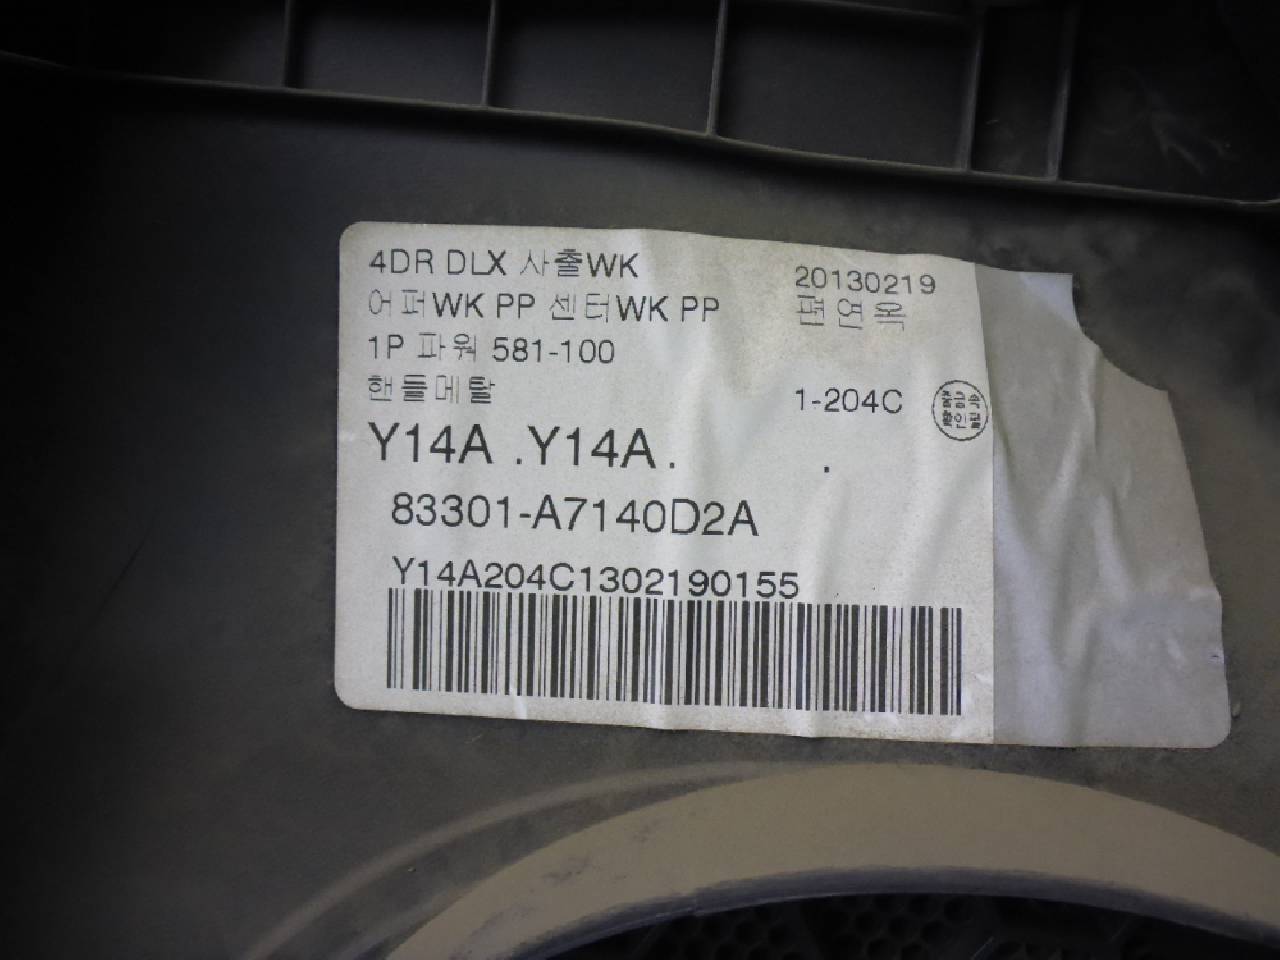 4DR DLX 사출WK
20130219
어퍼WK PP 센터WK PP
편연옥
1P 파워 581-100
핸들메탈
1-204C
Y14A .Y14A .
.
83301-A7140D2A
Y14A204C1302190155